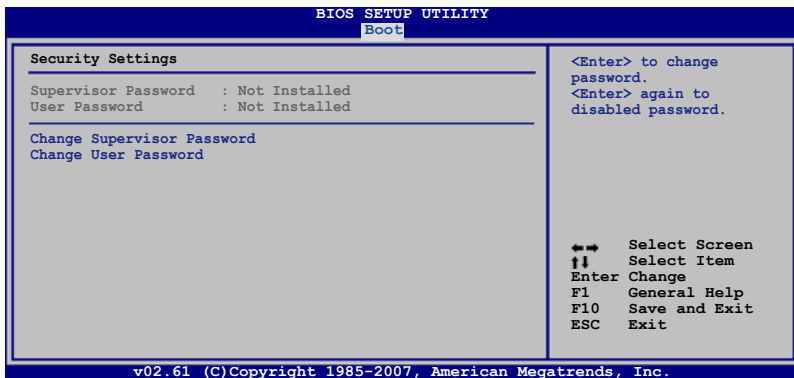 BIOS SETUP UTILITY
Boot
Security Settings
Supervisor Password : Not Installed
User Password : Not Installed
Change Supervisor Password
Change User Password
<Enter> to change
password.
<Enter> again to
disabled password.
Select Screen
Select Item
Enter Change
F1 General Help
F10 Save and Exit
ESC Exit
v02.61 (C)Copyright 1985-2007, American Megatrends, Inc.